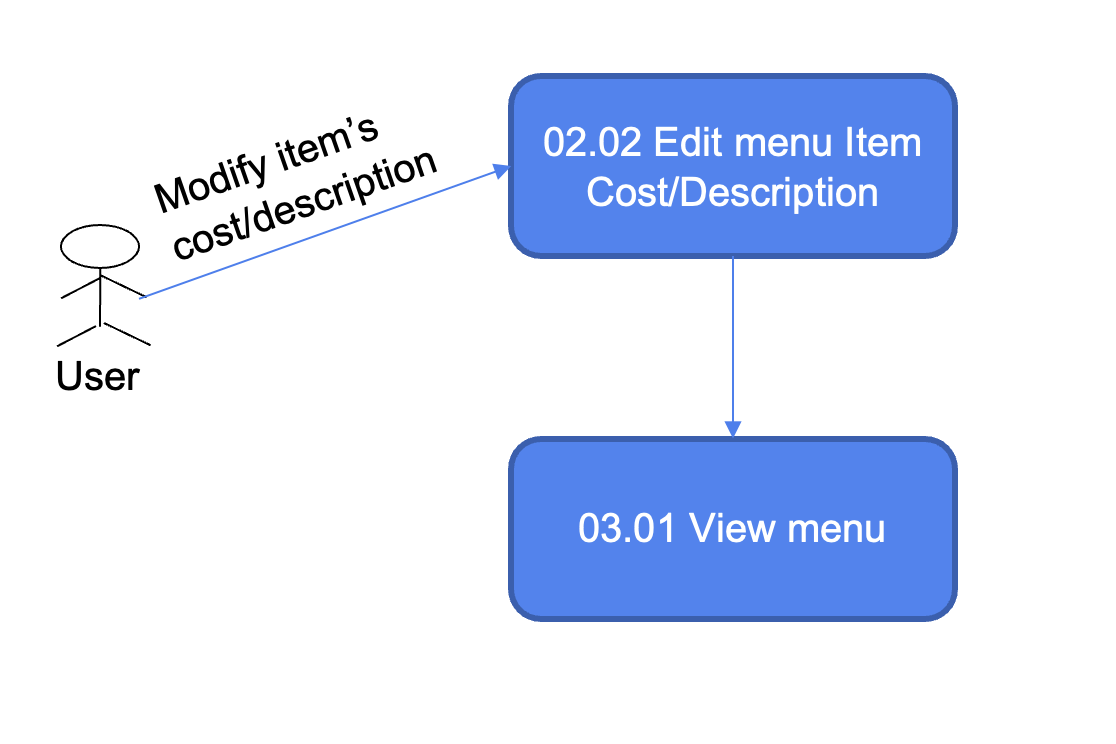 Modify item’s
cost/description
02.02 Edit menu Item
Cost/Description
User
03.01 View menu